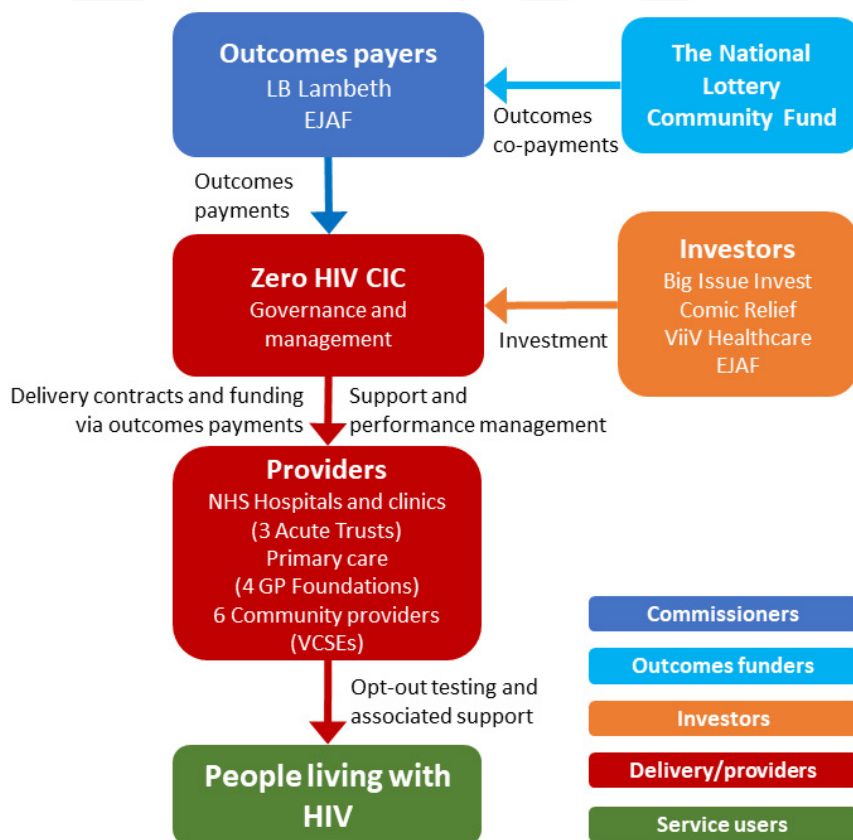 Outcomes payers
LB Lambeth
EJAF
The National
Lottery
Community Fund
Outcomes
co-payments
Outcomes
payments
Zero HIV CIC
Governance and
management
Investors
Big Issue Invest
Comic Relief
ViiV Healthcare
EJAF
Investment
Delivery contracts and funding
via outcomes payments
Support and
performance management
Providers
NHS Hospitals and clinics
(3 Acute Trusts)
Primary care
(4 GP Foundations)
6 Community providers
(VCSEs)
Opt-out testing and
associated support
People living with
HIV
Commissioners
Outcomes funders
Investors
Delivery/providers
Service users